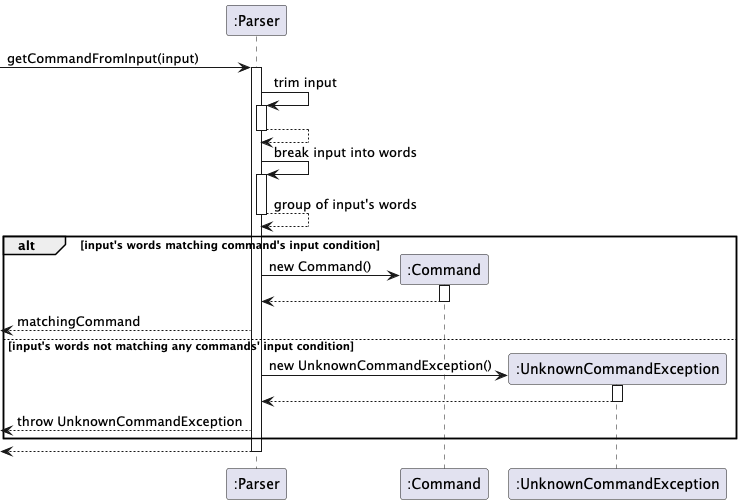 :Parser
getCommandFromInput(input)
trim input
break input into words
group of input's words
alt [input's words matching command's input condition]
new Command()
:Command
matchingCommand
[input's words not matching any commands' input condition]
new UnknownCommandException()
:UnknownCommandException
throw UnknownCommandException
:Parser :Command :UnknownCommandException